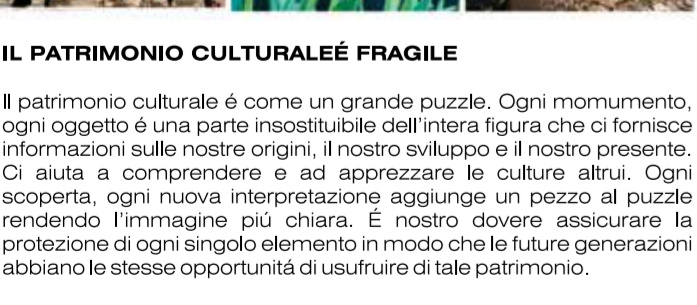 IL PATRIMONIO CULTURALEÉ FRAGILE
Il patrimonio culturale é come un grande puzzle. Ogni momumento,
ogni oggetto é una parte insostituibile dell'intera figura che ci fornisce
informazioni sulle nostre origini, il nostro sviluppo e il nostro presente.
Ci aiuta a comprendere e ad apprezzare le culture altrui. Ogni
scoperta, ogni nuova interpretazione aggiunge un pezzo al puzzle
rendendo l'immagine piú chiara. É nostro dovere assicurare la
protezione di ogni singolo elemento in modo che le future generazioni
abbiano le stesse opportunitá di usufruire di tale patrimonio.